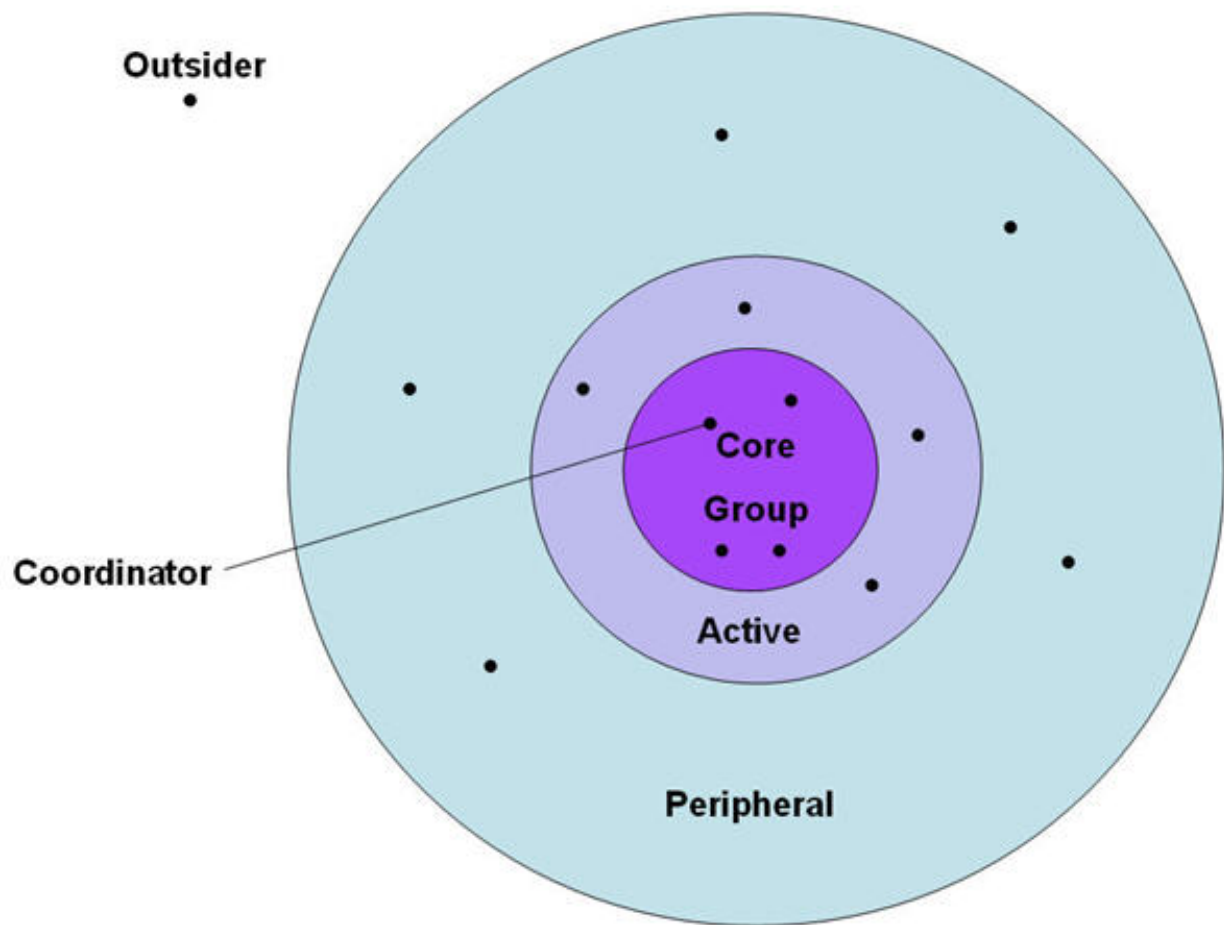 Outsider
Core
Group
Coordinator
Active
Peripheral